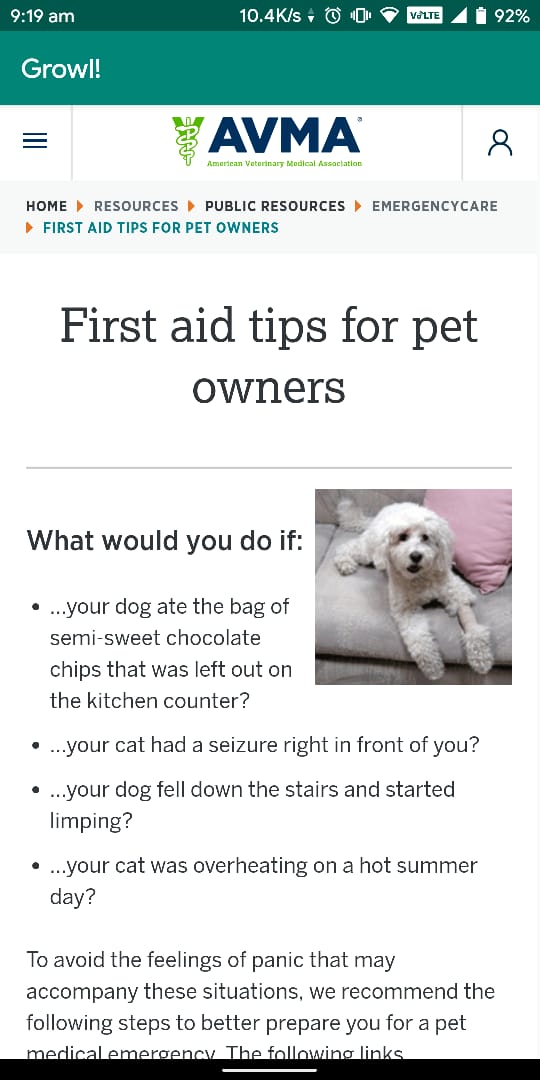 9:19 am 10.4K/s VoLTE 92%
Growl!
AVMA
American Veterinary Medical Association
HOME RESOURCES PUBLIC RESOURCES EMERGENCYCARE
FIRST AID TIPS FOR PET OWNERS
First aid tips for pet
owners
What would you do if:
• ...your dog ate the bag of
semi-sweet chocolate
chips that was left out on
the kitchen counter?
• ...your cat had a seizure right in front of you?
• ...your dog fell down the stairs and started
limping?
• ...your cat was overheating on a hot summer
day?
To avoid the feelings of panic that may
accompany these situations, we recommend the
following steps to better prepare you for a pet
medical emergency. The following links